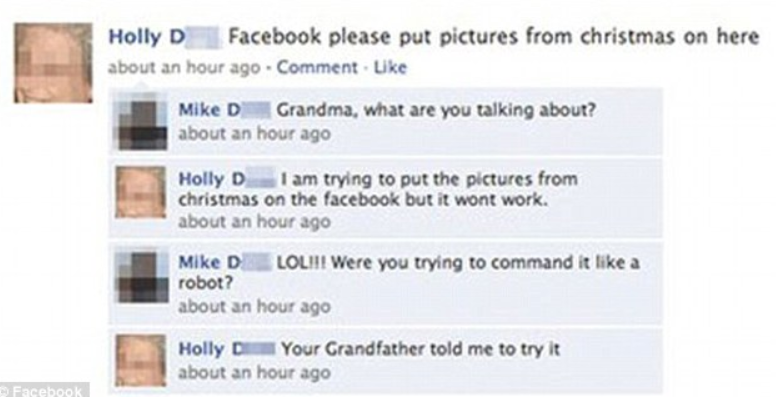 Holly D Facebook please put pictures from christmas on here
about an hour ago · Comment · Like
Mike D Grandma, what are you talking about?
about an hour ago
Holly D I am trying to put the pictures from
christmas on the facebook but it wont work.
about an hour ago
Mike D LOL!!! Were you trying to command it like a
robot?
about an hour ago
Holly D Your Grandfather told me to try it
about an hour ago
© Facebook